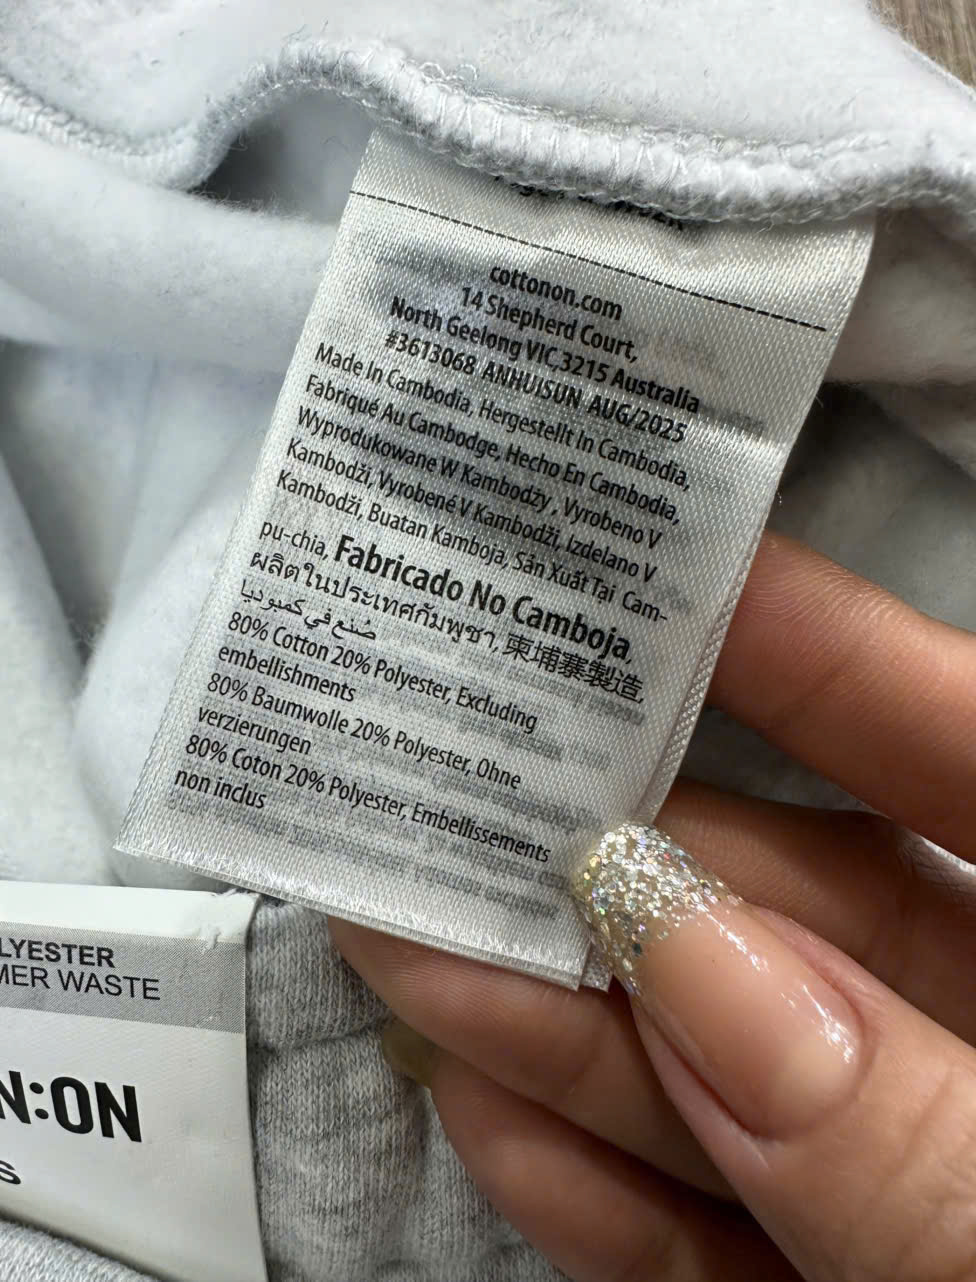 cottonon.com
14 Shepherd Court,
North Geelong VIC,3215 Australia
#3613068 ANHUISUN AUG/2025
Made In Cambodia, Hergestellt In Cambodia,
Fabriqué Au Cambodge, Hecho En Cambodia,
Wyprodukowane W Kambodży , Vyrobeno V
Kambodži, Vyrobené V Kambodži, Izdelano V
Kambodži, Buatan Kamboja, Sản Xuất Tại Cam-
pu-chia, Fabricado No Camboja,
ผลิตในประเทศกัมพูชา, 柬埔寨製造,
صُنع في كمبوديا
80% Cotton 20% Polyester, Excluding
embellishments
80% Baumwolle 20% Polyester, Ohne
verzierungen
80% Coton 20% Polyester, Embellissements
non inclus
LYESTER
MER WASTE
N:ON
S